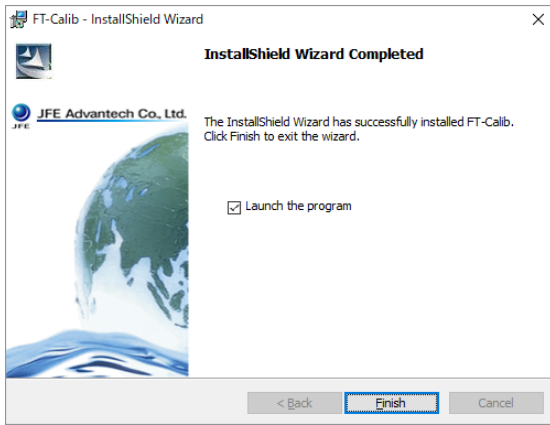 FT-Calib - InstallShield Wizard
InstallShield Wizard Completed
JFE Advantech Co., Ltd.
JFE
The InstallShield Wizard has successfully installed FT-Calib.
Click Finish to exit the wizard.
Launch the program
< Back
Finish
Cancel